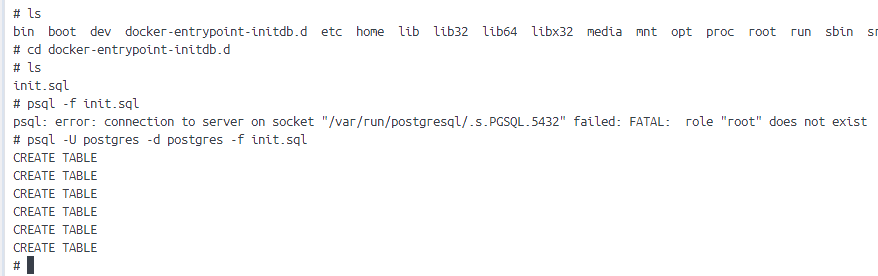 # ls
bin  boot  dev  docker-entrypoint-initdb.d  etc  home  lib  lib32  lib64  libx32  media  mnt  opt  proc  root  run  sbin
# cd docker-entrypoint-initdb.d
# ls
init.sql
# psql -f init.sql
psql: error: connection to server on socket "/var/run/postgresql/.s.PGSQL.5432" failed: FATAL:  role "root" does not exist
# psql -U postgres -d postgres -f init.sql
CREATE TABLE
CREATE TABLE
CREATE TABLE
CREATE TABLE
CREATE TABLE
CREATE TABLE
#